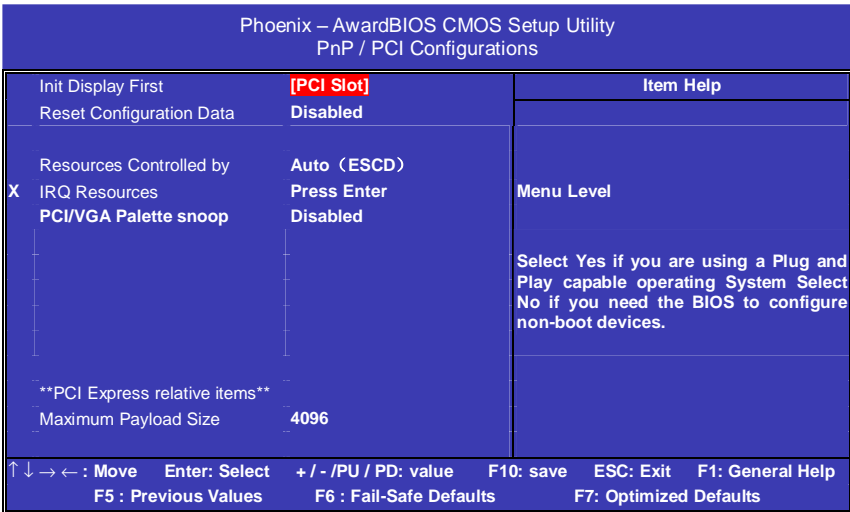 Phoenix – AwardBIOS CMOS Setup Utility
PnP / PCI Configurations
Init Display First [PCI Slot] Item Help
Reset Configuration Data Disabled
Resources Controlled by Auto（ESCD）
X IRQ Resources Press Enter Menu Level
PCI/VGA Palette snoop Disabled
Select Yes if you are using a Plug and
Play capable operating System Select
No if you need the BIOS to configure
non-boot devices.
**PCI Express relative items**
Maximum Payload Size 4096
↑↓→←: Move Enter: Select + / - /PU / PD: value F10: save ESC: Exit F1: General Help
F5 : Previous Values F6 : Fail-Safe Defaults F7: Optimized Defaults